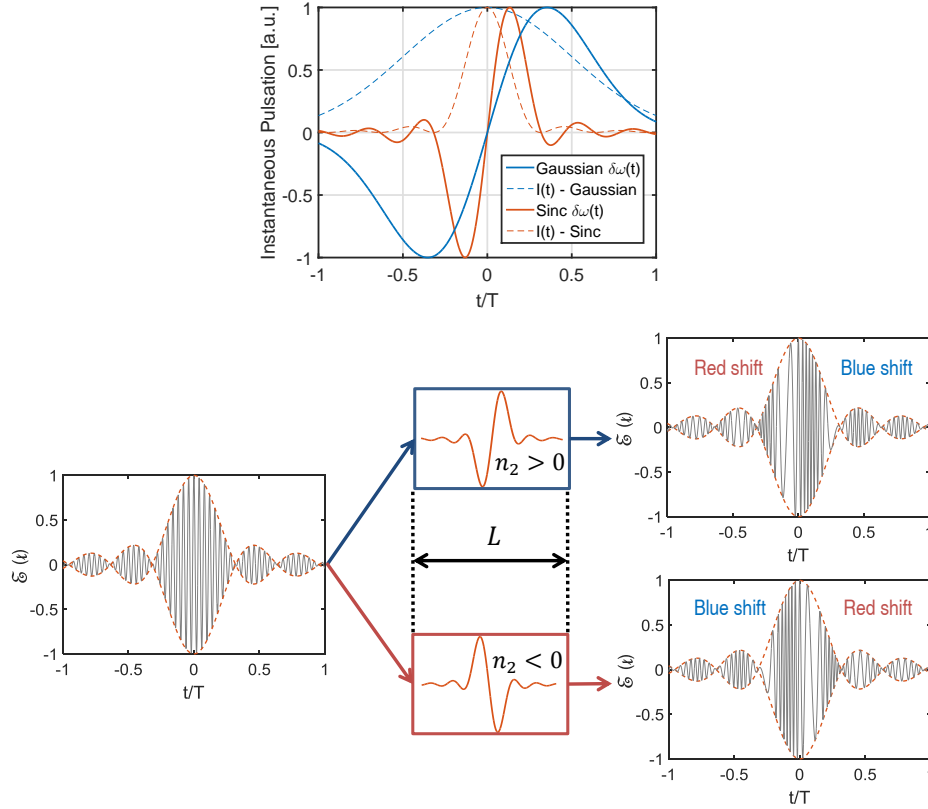 Instantaneous Pulsation [a.u.]
1
0.5
0
-0.5
-1
-1 -0.5 0 0.5 1
t/T
Gaussian δω(t)
I(t) - Gaussian
Sinc δω(t)
I(t) - Sinc
ℰ (t)
1
0.5
0
-0.5
-1
-1 -0.5 0 0.5 1
t/T
n₂ > 0
L
n₂ < 0
ℰ (t)
1
0.5
0
-0.5
-1
Red shift Blue shift
-1 -0.5 0 0.5 1
t/T
ℰ (t)
1
0.5
0
-0.5
-1
Blue shift Red shift
-1 -0.5 0 0.5 1
t/T